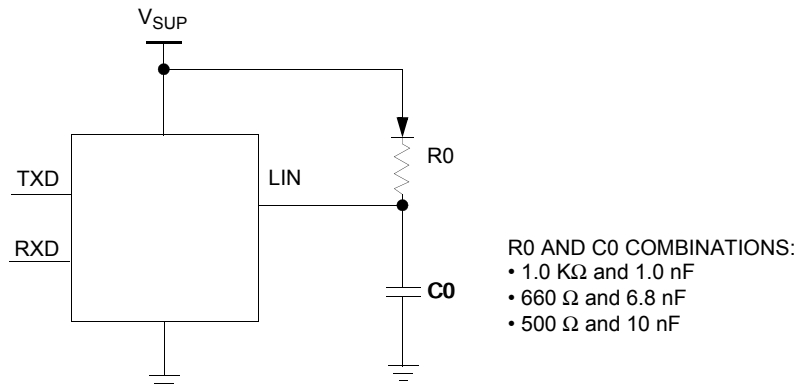 VSUP
R0
TXD
LIN
RXD
C0
R0 AND C0 COMBINATIONS:
• 1.0 KΩ and 1.0 nF
• 660 Ω and 6.8 nF
• 500 Ω and 10 nF